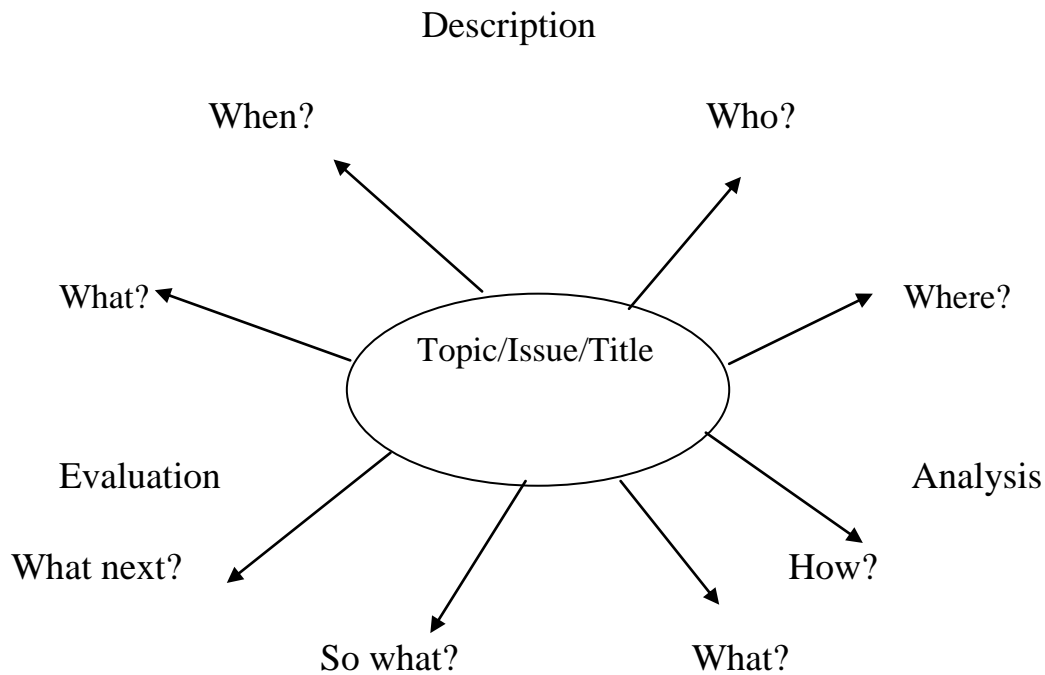 Description
When?
Who?
What?
Where?
Topic/Issue/Title
Evaluation
Analysis
What next?
How?
So what?
What?